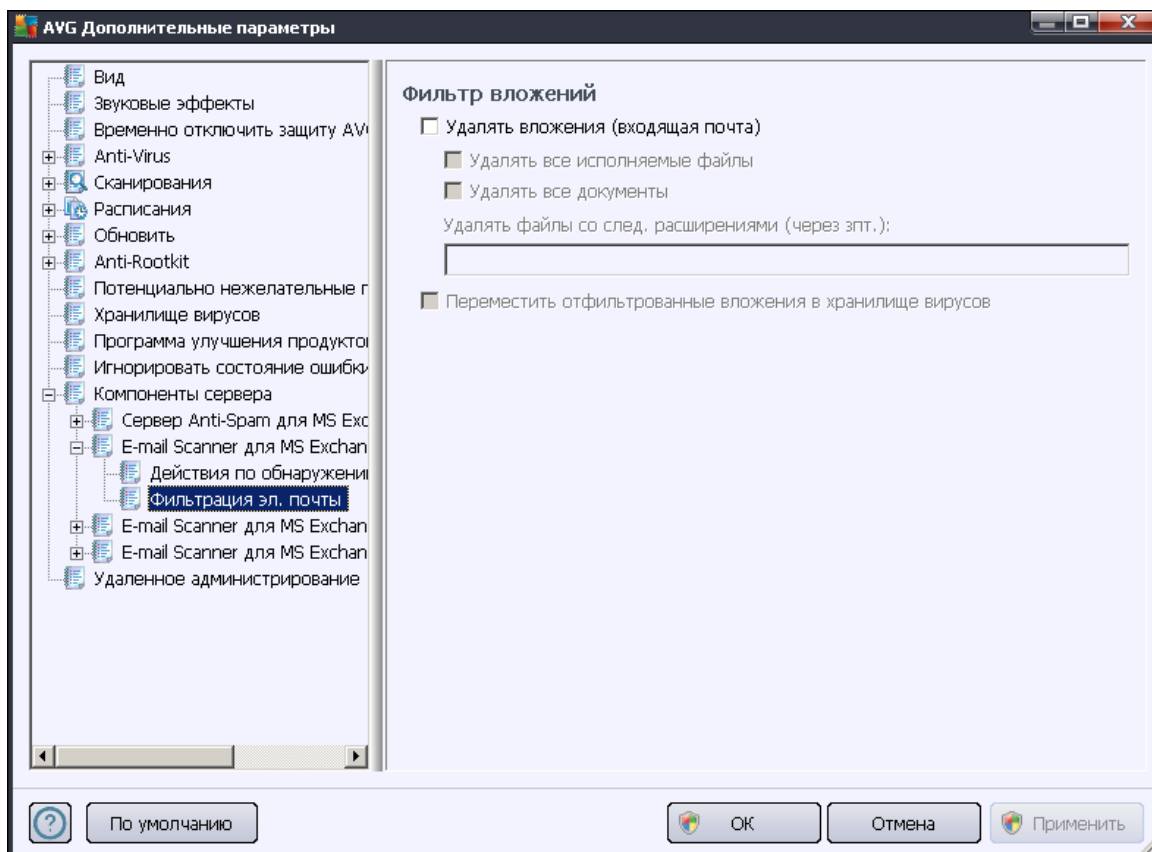 AVG Дополнительные параметры
Вид
Звуковые эффекты
Временно отключить защиту AV
Anti-Virus
Сканирования
Расписания
Обновить
Anti-Rootkit
Потенциально нежелательные п
Хранилище вирусов
Программа улучшения продукто
Игнорировать состояние ошибки
Компоненты сервера
Сервер Anti-Spam для MS Exc
E-mail Scanner для MS Exchan
Действия по обнаружени
Фильтрация эл. почты
E-mail Scanner для MS Exchan
E-mail Scanner для MS Exchan
Удаленное администрирование
Фильтр вложений
Удалять вложения (входящая почта)
Удалять все исполняемые файлы
Удалять все документы
Удалять файлы со след. расширениями (через зпт.):
Переместить отфильтрованные вложения в хранилище вирусов
По умолчанию
ОК
Отмена
Применить